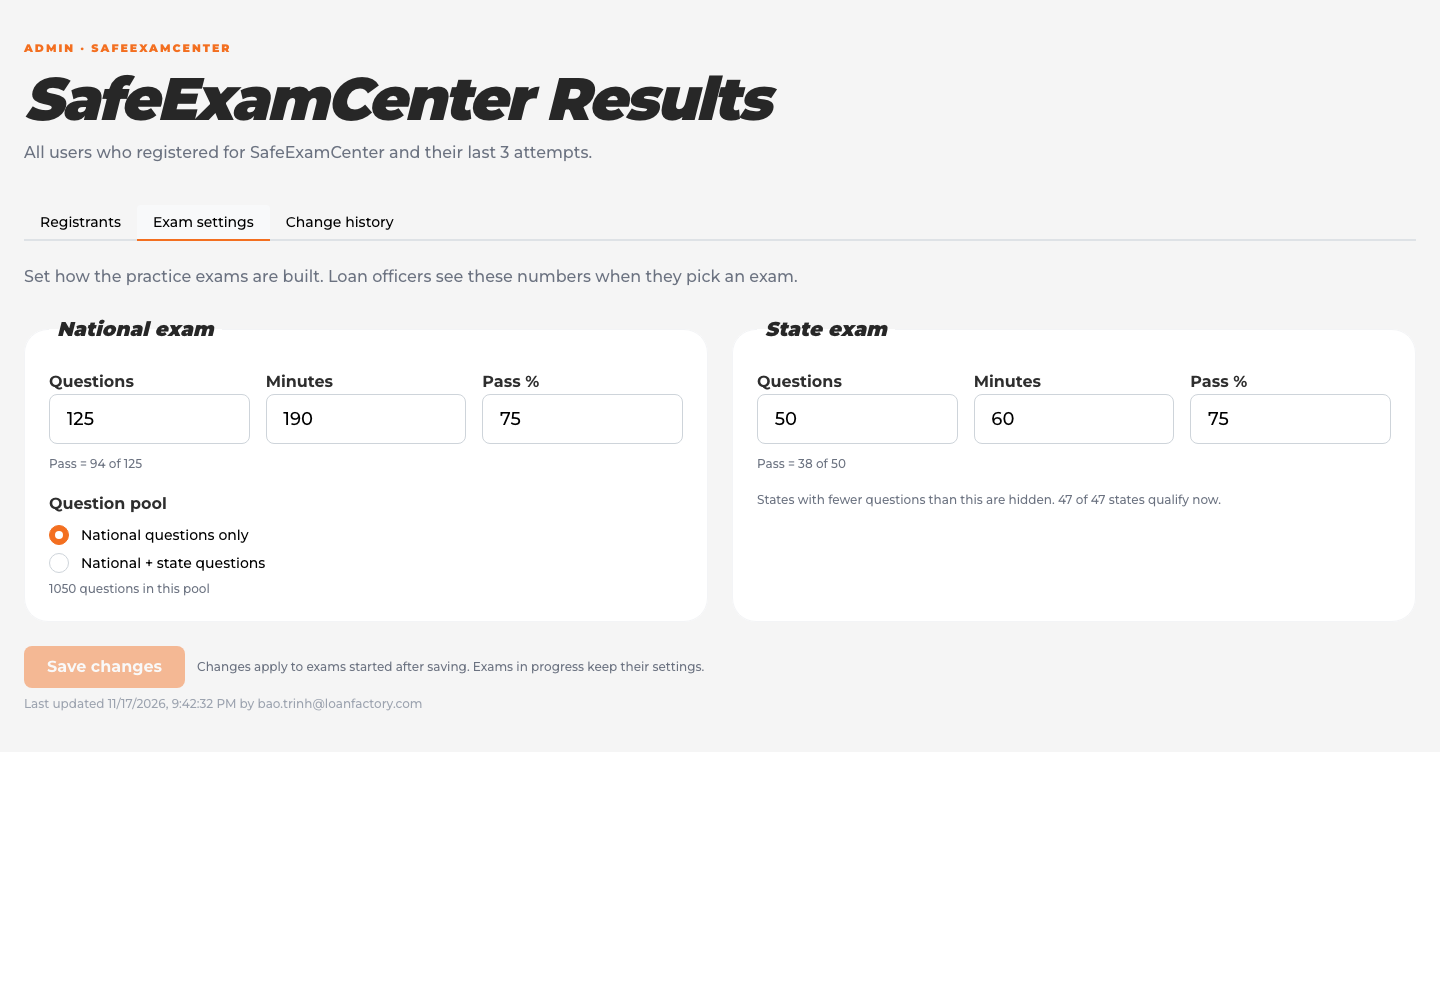 ADMIN · SAFEEXAMCENTER
SafeExamCenter Results
All users who registered for SafeExamCenter and their last 3 attempts.
Registrants Exam settings Change history
Set how the practice exams are built. Loan officers see these numbers when they pick an exam.
National exam
Questions Minutes Pass %
125 190 75
Pass = 94 of 125
Question pool
National questions only
National + state questions
1050 questions in this pool
State exam
Questions Minutes Pass %
50 60 75
Pass = 38 of 50
States with fewer questions than this are hidden. 47 of 47 states qualify now.
Save changes Changes apply to exams started after saving. Exams in progress keep their settings.
Last updated 11/17/2026, 9:42:32 PM by bao.trinh@loanfactory.com